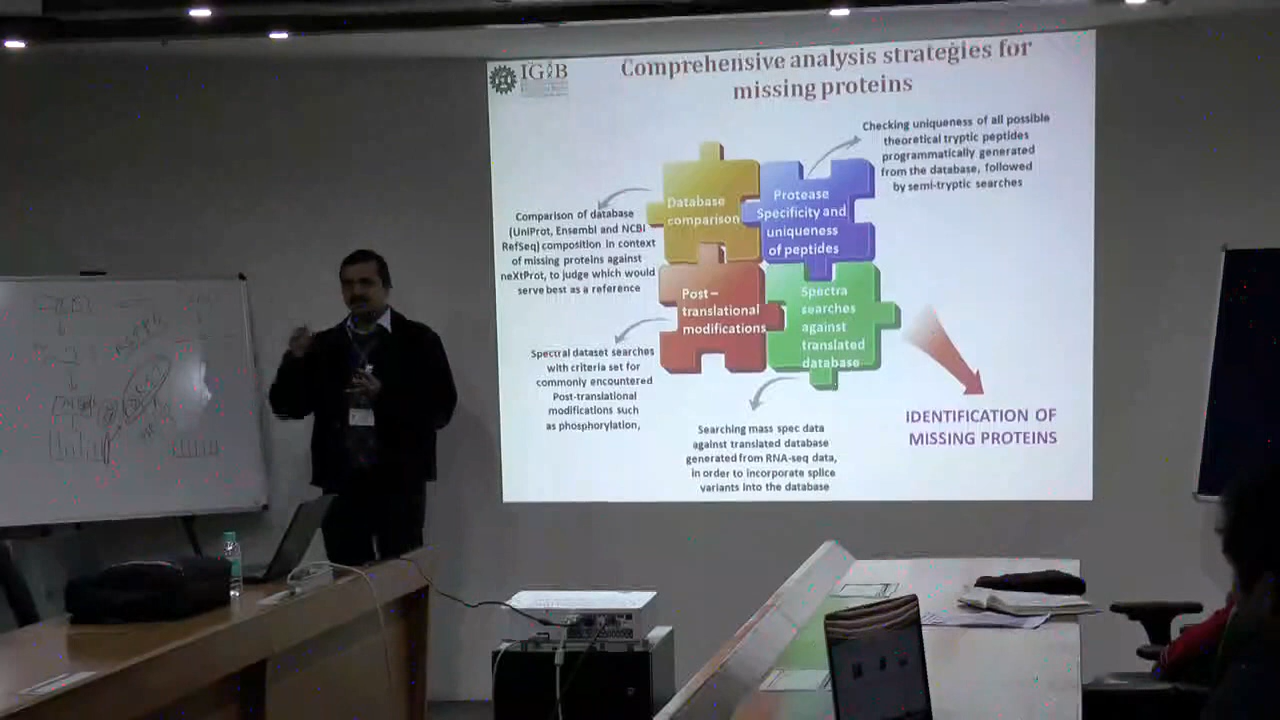 IGIB
Comprehensive analysis strategies for
missing proteins
Checking uniqueness of all possible
theoretical tryptic peptides
programmatically generated
from the database, followed
by semi-tryptic searches
Database
comparison
Protease
Specificity and
uniqueness
of peptides
Comparison of database
(UniProt, Ensembl and NCBI
RefSeq) composition in context
of missing proteins against
neXtProt, to judge which would
serve best as a reference
Post –
translational
modifications
Spectra
searches
against
translated
database
Spectral dataset searches
with criteria set for
commonly encountered
Post-translational
modifications such
as phosphorylation,
Searching mass spec data
against translated database
generated from RNA-seq data,
in order to incorporate splice
variants into the database
IDENTIFICATION OF
MISSING PROTEINS